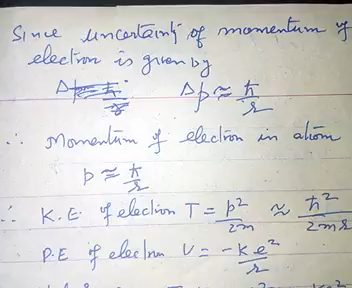 Since uncertainty of momentum of
electron is given by
Δp ≈ ħ/r
∴ Momentum of electron in atom
p ≈ ħ/r
∴ K.E. of electron T = p²/2m ≈ ħ²/2mr
P.E of electron V = -ke²/r